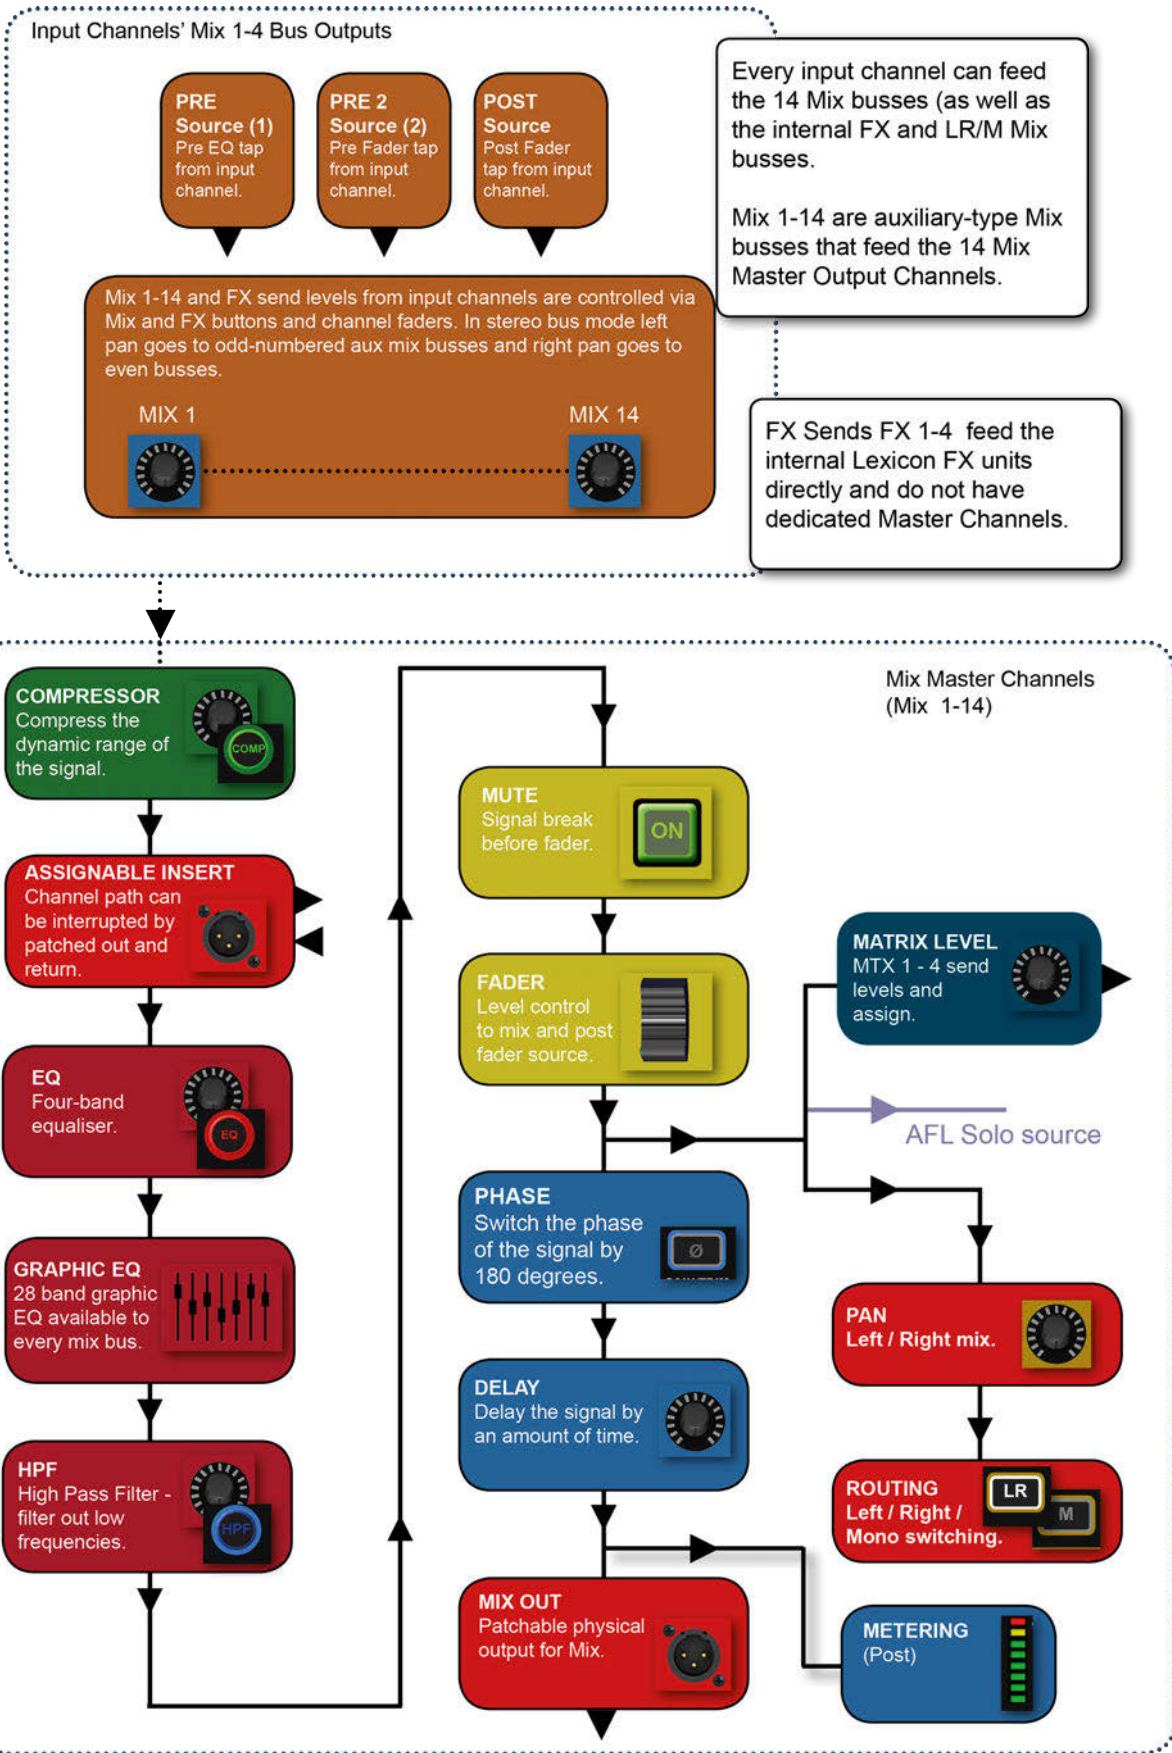 Input Channels' Mix 1-4 Bus Outputs
PRE
Source (1)
Pre EQ tap
from input
channel.
PRE 2
Source (2)
Pre Fader tap
from input
channel.
POST
Source
Post Fader
tap from input
channel.
Every input channel can feed
the 14 Mix busses (as well as
the internal FX and LR/M Mix
busses.
Mix 1-14 are auxiliary-type Mix
busses that feed the 14 Mix
Master Output Channels.
Mix 1-14 and FX send levels from input channels are controlled via
Mix and FX buttons and channel faders. In stereo bus mode left
pan goes to odd-numbered aux mix busses and right pan goes to
even busses.
MIX 1
MIX 14
FX Sends FX 1-4 feed the
internal Lexicon FX units
directly and do not have
dedicated Master Channels.
Mix Master Channels
(Mix 1-14)
COMPRESSOR
Compress the
dynamic range of
the signal.
COMP
ASSIGNABLE INSERT
Channel path can
be interrupted by
patched out and
return.
EQ
Four-band
equaliser.
EQ
GRAPHIC EQ
28 band graphic
EQ available to
every mix bus.
HPF
High Pass Filter -
filter out low
frequencies.
HPF
MUTE
Signal break
before fader.
ON
FADER
Level control
to mix and post
fader source.
MATRIX LEVEL
MTX 1 - 4 send
levels and
assign.
AFL Solo source
PHASE
Switch the phase
of the signal by
180 degrees.
Ø
PAN
Left / Right mix.
DELAY
Delay the signal by
an amount of time.
ROUTING
Left / Right /
Mono switching.
LR
M
MIX OUT
Patchable physical
output for Mix.
METERING
(Post)